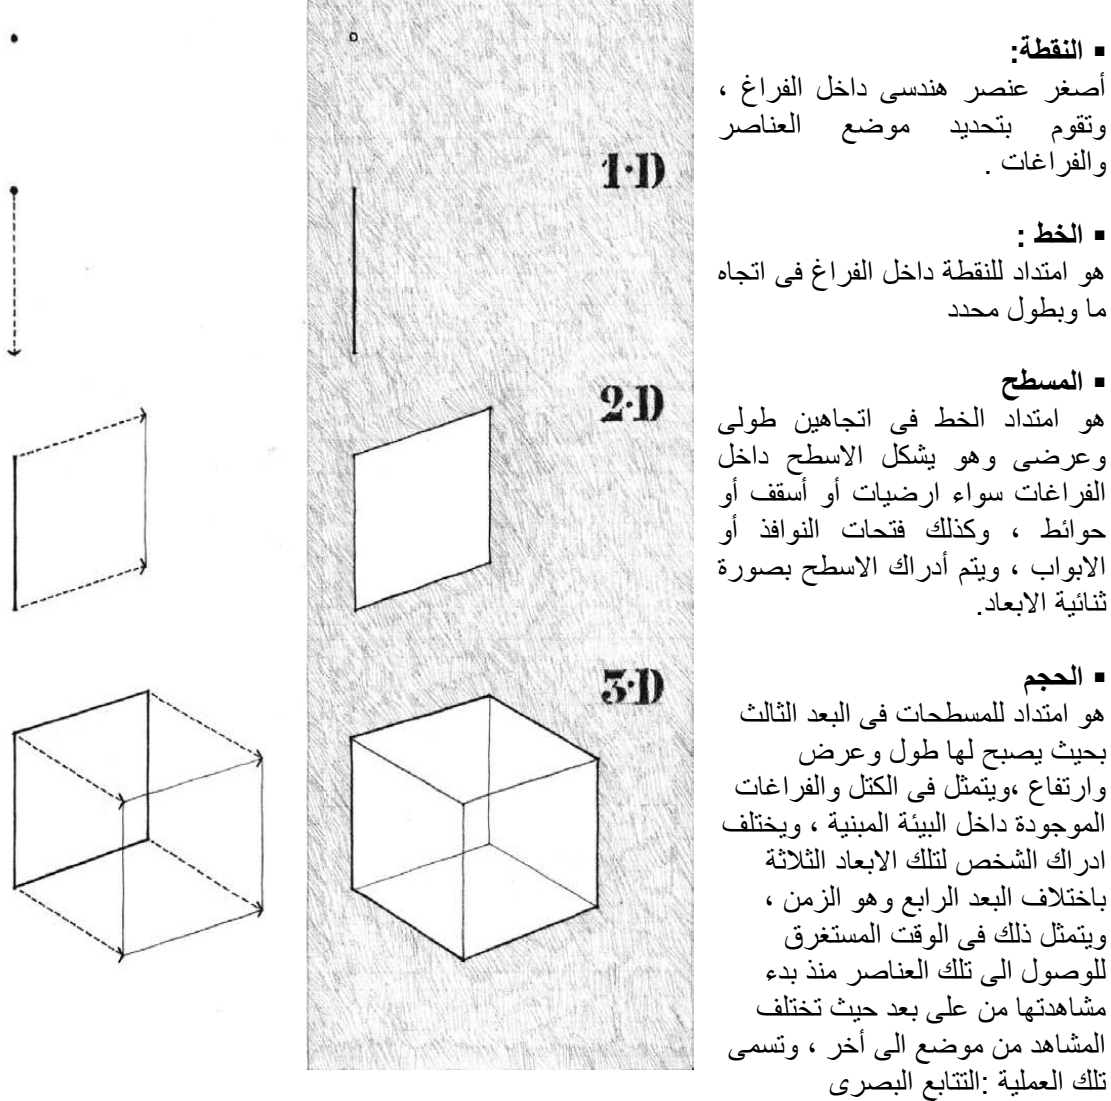 ▪ النقطة:
أصغر عنصر هندسى داخل الفراغ ،
وتقوم بتحديد موضع العناصر
والفراغات .
▪ الخط :
هو امتداد للنقطة داخل الفراغ فى اتجاه
ما وبطول محدد
▪ المسطح
هو امتداد الخط فى اتجاهين طولى
وعرضى وهو يشكل الاسطح داخل
الفراغات سواء ارضيات أو أسقف أو
حوائط ، وكذلك فتحات النوافذ أو
الابواب ، ويتم أدراك الاسطح بصورة
ثنائية الابعاد.
▪ الحجم
هو امتداد للمسطحات فى البعد الثالث
بحيث يصبح لها طول وعرض
وارتفاع ،ويتمثل فى الكتل والفراغات
الموجودة داخل البيئة المبنية ، ويختلف
ادراك الشخص لتلك الابعاد الثلاثة
باختلاف البعد الرابع وهو الزمن ،
ويتمثل ذلك فى الوقت المستغرق
للوصول الى تلك العناصر منذ بدء
مشاهدتها من على بعد حيث تختلف
المشاهد من موضع الى أخر ، وتسمى
تلك العملية :التتابع البصرى
1·D
2·D
3·D